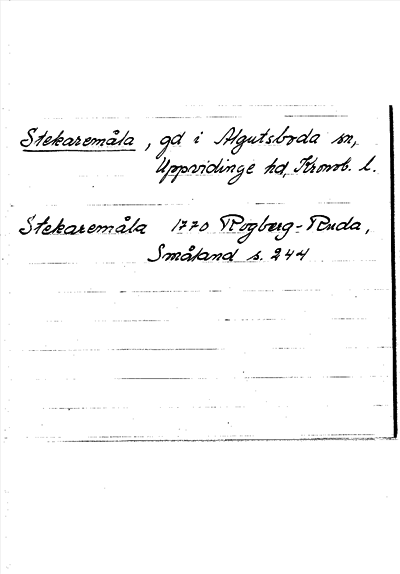 Stekaremåla, gd i Algutsboda sn,
Uppvidinge hd, Kronob. l.
Stekaremåla 1770 Rogberg-Ruda,
Småland s. 244